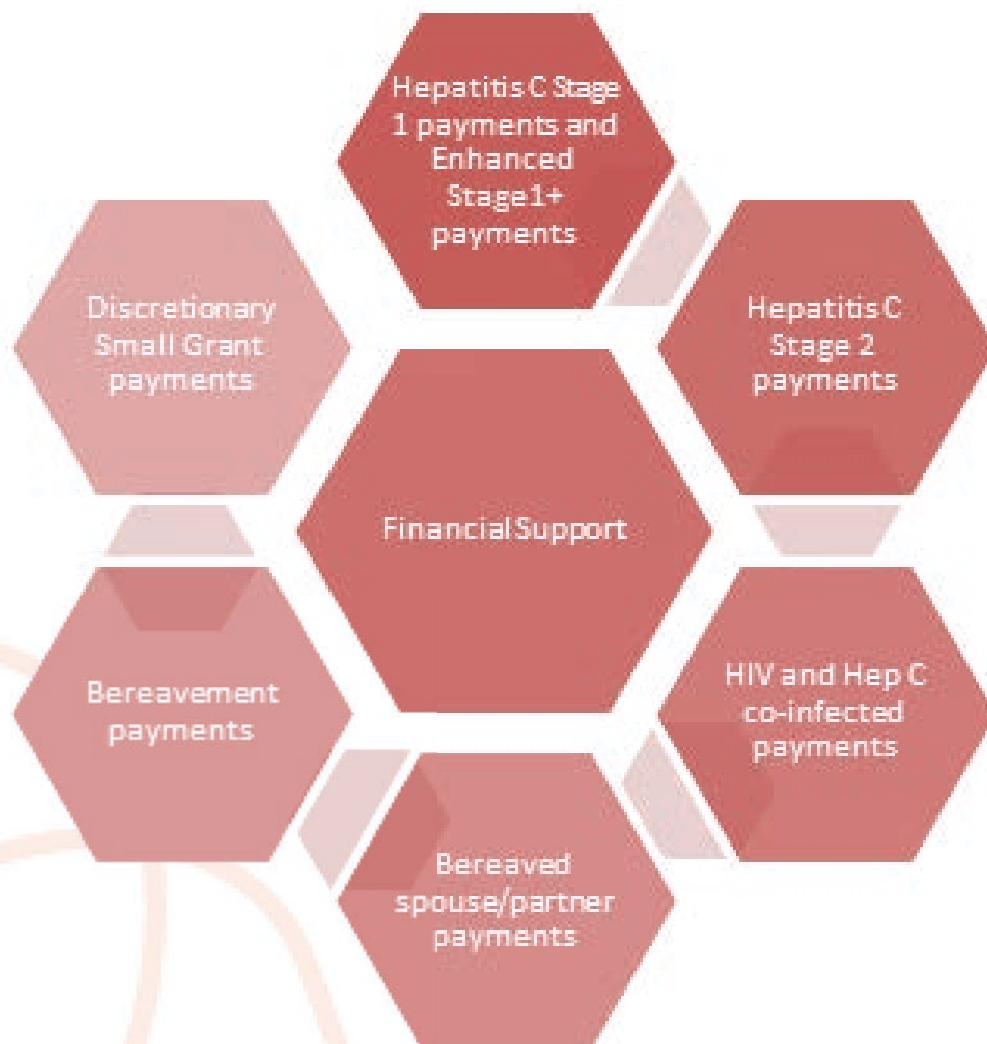 Hepatitis C Stage
1 payments and
Enhanced
Stage1+
payments
Hepatitis C
Stage 2
payments
HIV and Hep C
co-infected
payments
Bereaved
spouse/partner
payments
Bereavement
payments
Discretionary
Small Grant
payments
Financial Support